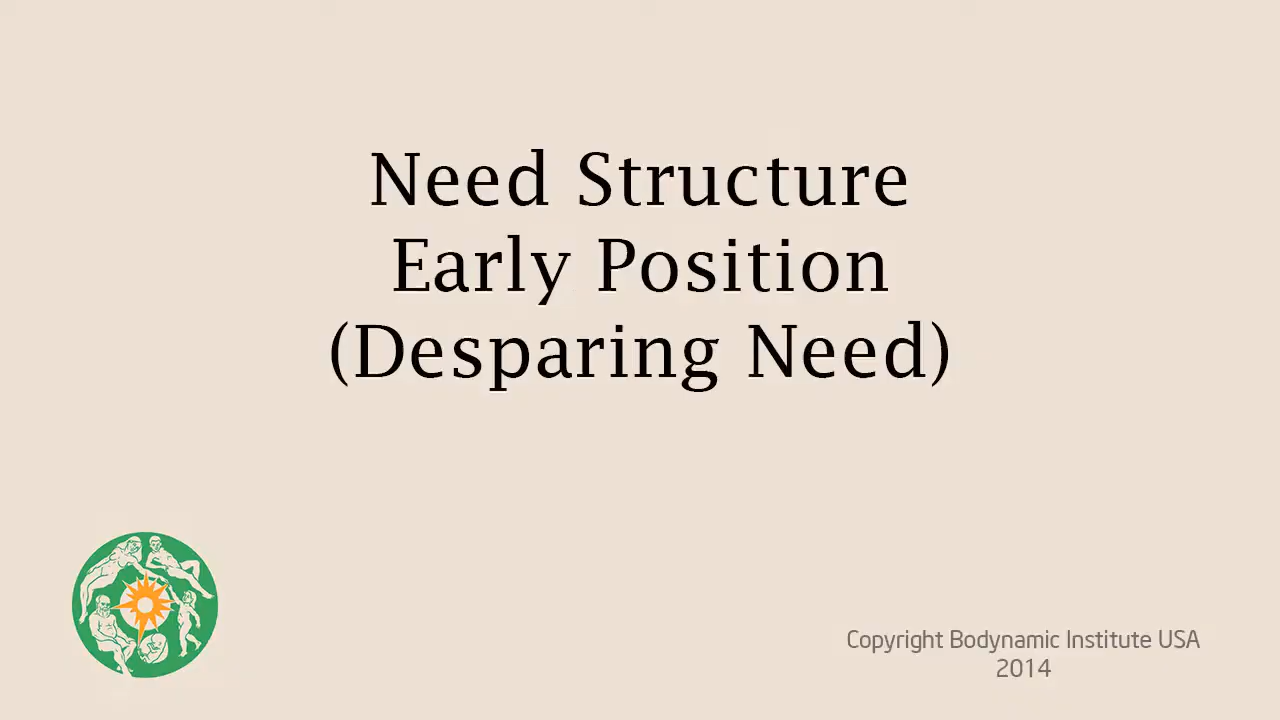 Need Structure
Early Position
(Desparing Need)
Copyright Bodynamic Institute USA
2014